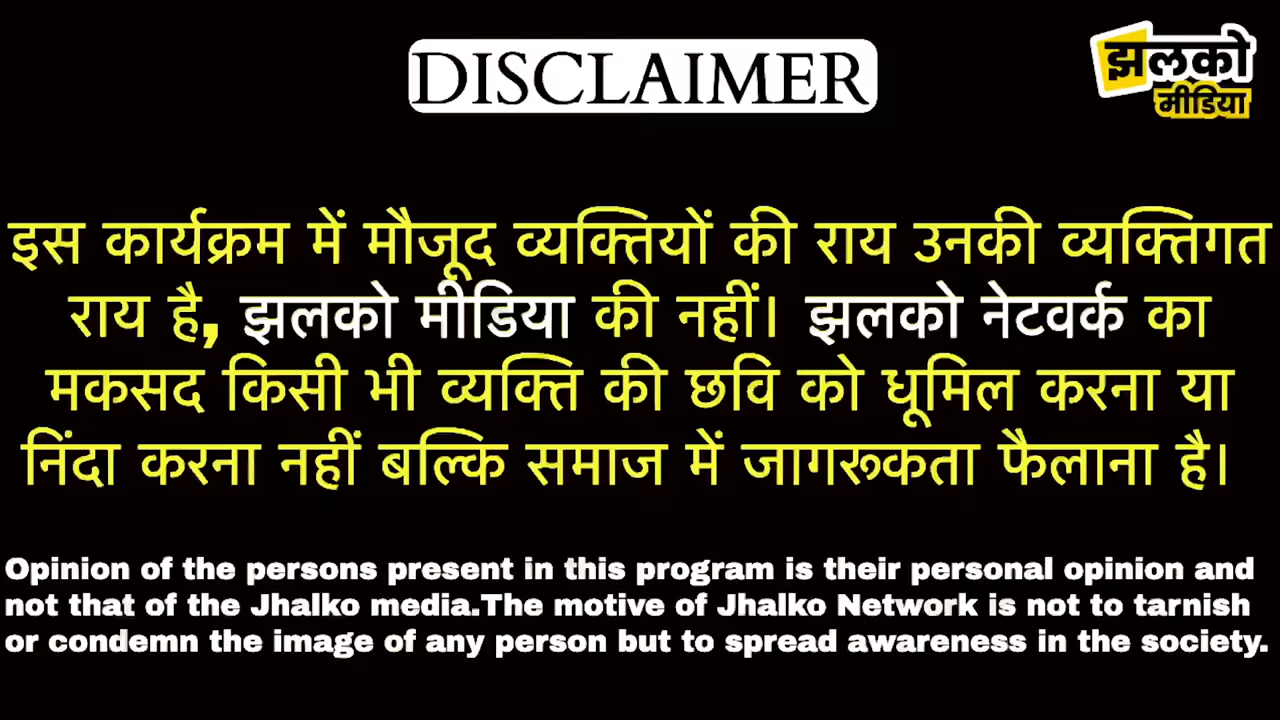 DISCLAIMER
झलको
मीडिया
इस कार्यक्रम में मौजूद व्यक्तियों की राय उनकी व्यक्तिगत
राय है, झलको मीडिया की नहीं। झलको नेटवर्क का
मकसद किसी भी व्यक्ति की छवि को धूमिल करना या
निंदा करना नहीं बल्कि समाज में जागरूकता फैलाना है।
Opinion of the persons present in this program is their personal opinion and
not that of the Jhalko media.The motive of Jhalko Network is not to tarnish
or condemn the image of any person but to spread awareness in the society.